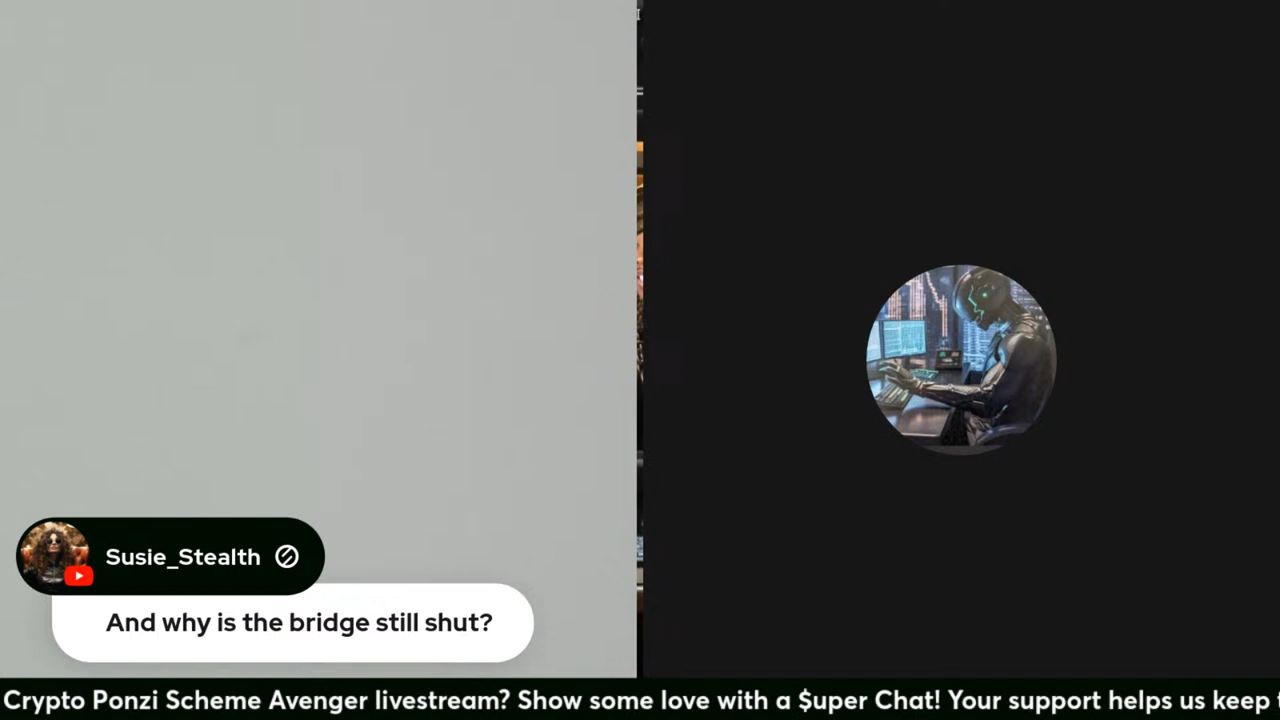 Susie_Stealth
And why is the bridge still shut?
Crypto Ponzi Scheme Avenger livestream? Show some love with a $uper Chat! Your support helps us keep